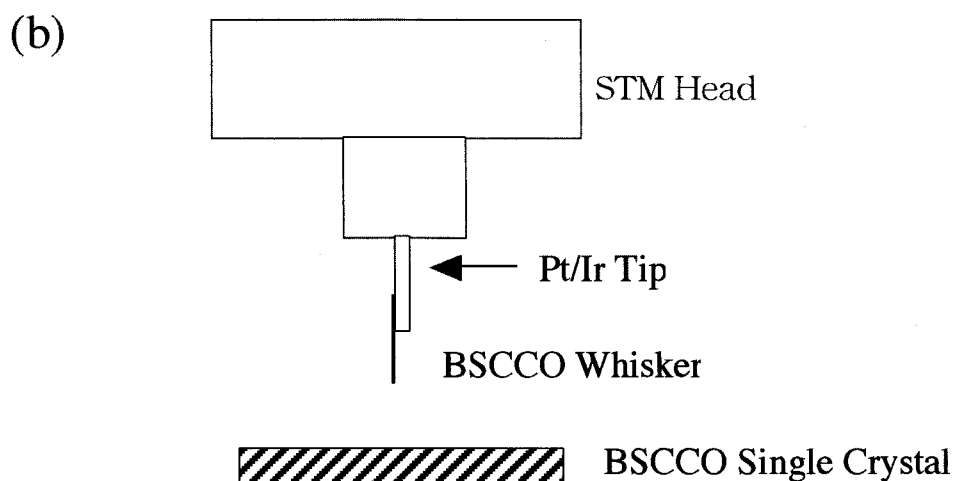 (b)
STM Head
Pt/Ir Tip
BSCCO Whisker
BSCCO Single Crystal